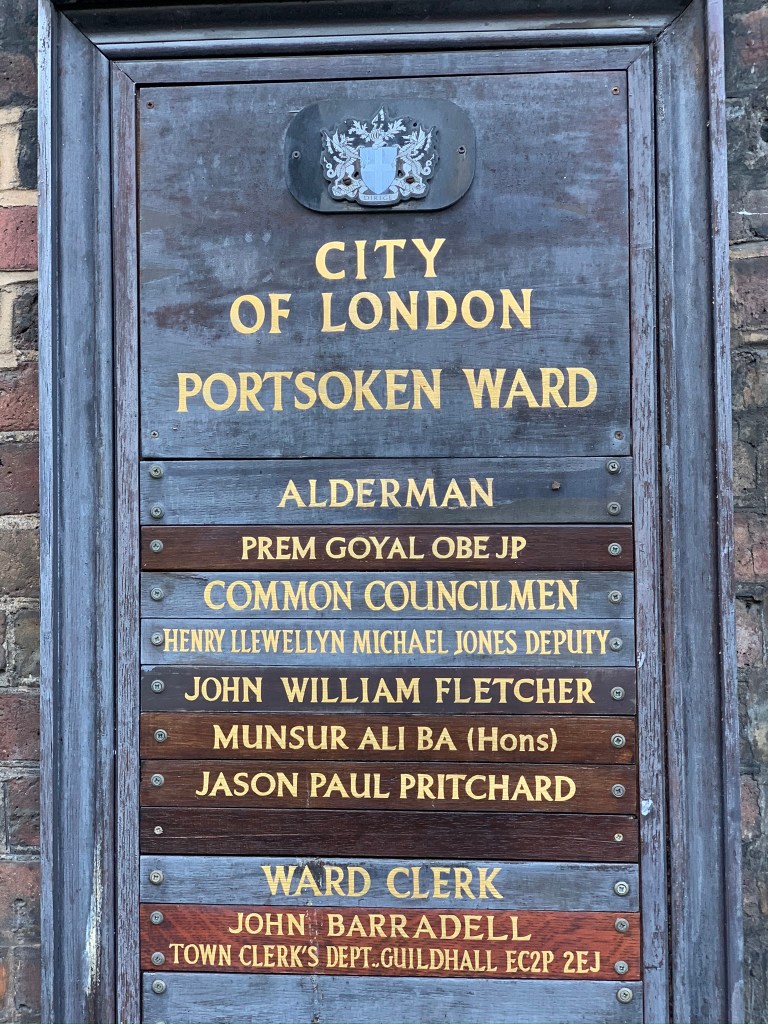 DIRIGE
CITY
OF LONDON
PORTSOKEN WARD
ALDERMAN
PREM GOYAL OBE JP
COMMON COUNCILMEN
HENRY LLEWELLYN MICHAEL JONES DEPUTY
JOHN WILLIAM FLETCHER
MUNSUR ALI BA (Hons)
JASON PAUL PRITCHARD
WARD CLERK
JOHN BARRADELL
TOWN CLERK'S DEPT., GUILDHALL EC2P 2EJ